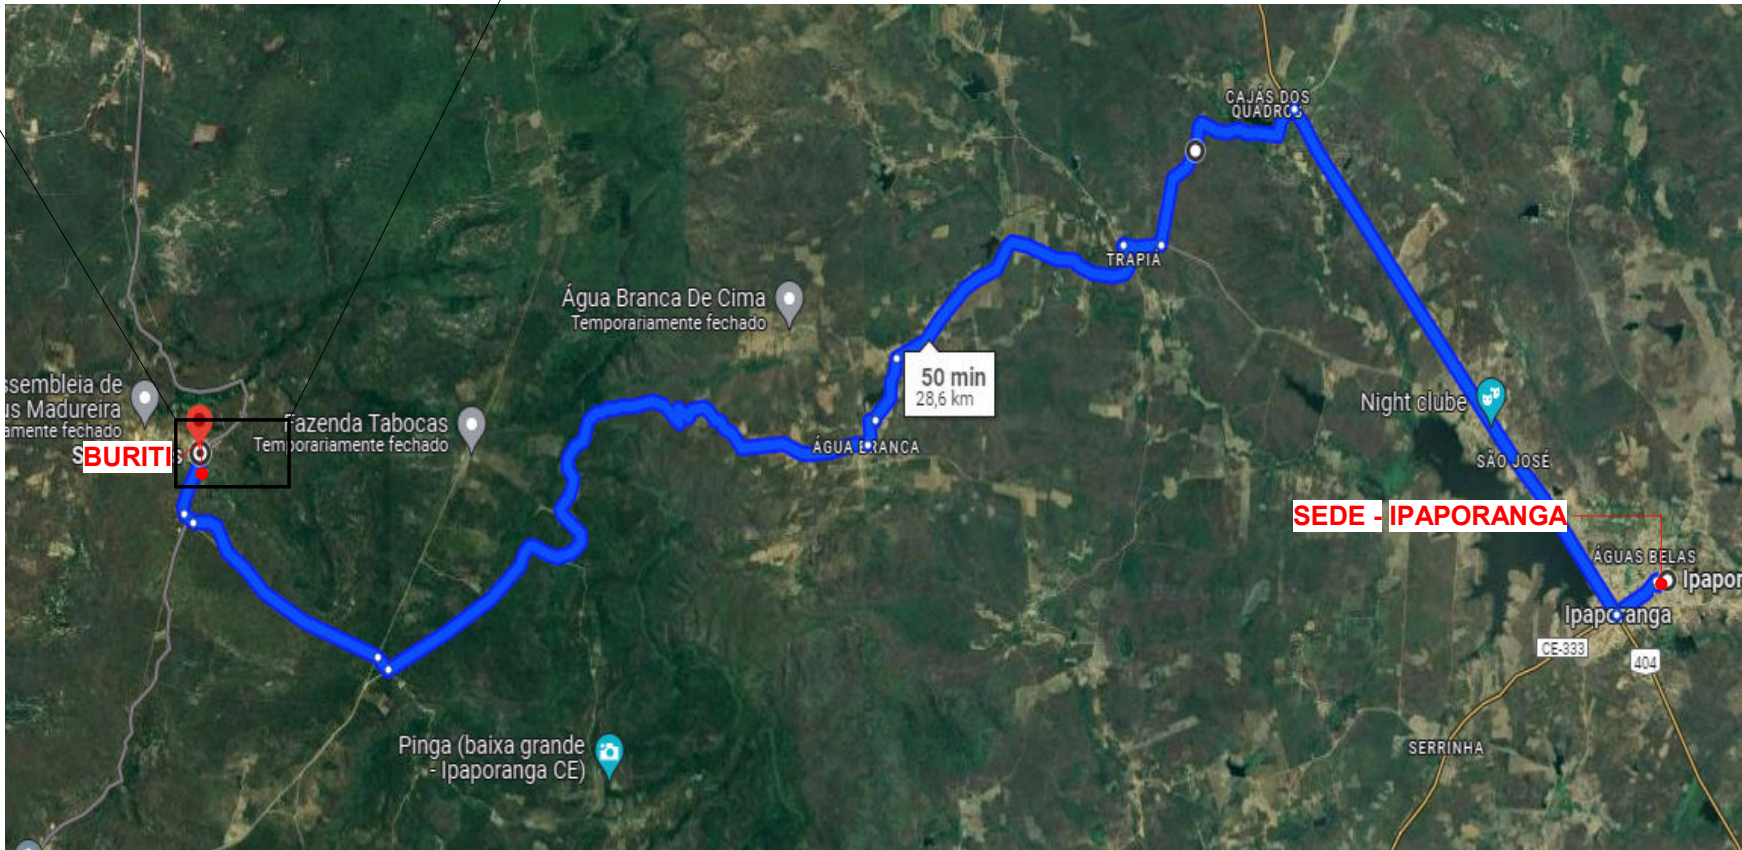 CAJÁS DOS
QUADROS
TRAPIÁ
Água Branca De Cima
Temporariamente fechado
50 min
28,6 km
ssembleia de
us Madureira
amente fechado
Fazenda Tabocas
Temporariamente fechado
BURITI
S
s
ÁGUA BRANCA
Night clube
SÃO JOSÉ
SEDE - IPAPORANGA
ÁGUAS BELAS
Ipapor
Ipaporanga
CE-333
404
SERRINHA
Pinga (baixa grande
- Ipaporanga CE)